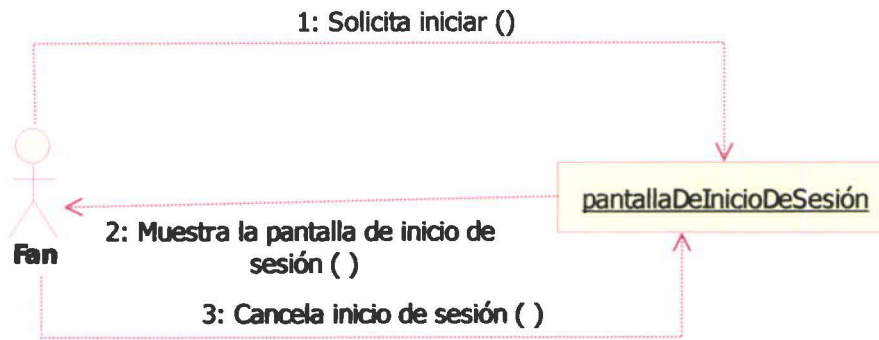 1: Solicita iniciar ()
pantallaDeInicioDeSesión
2: Muestra la pantalla de inicio de
sesión ( )
Fan
3: Cancela inicio de sesión ( )